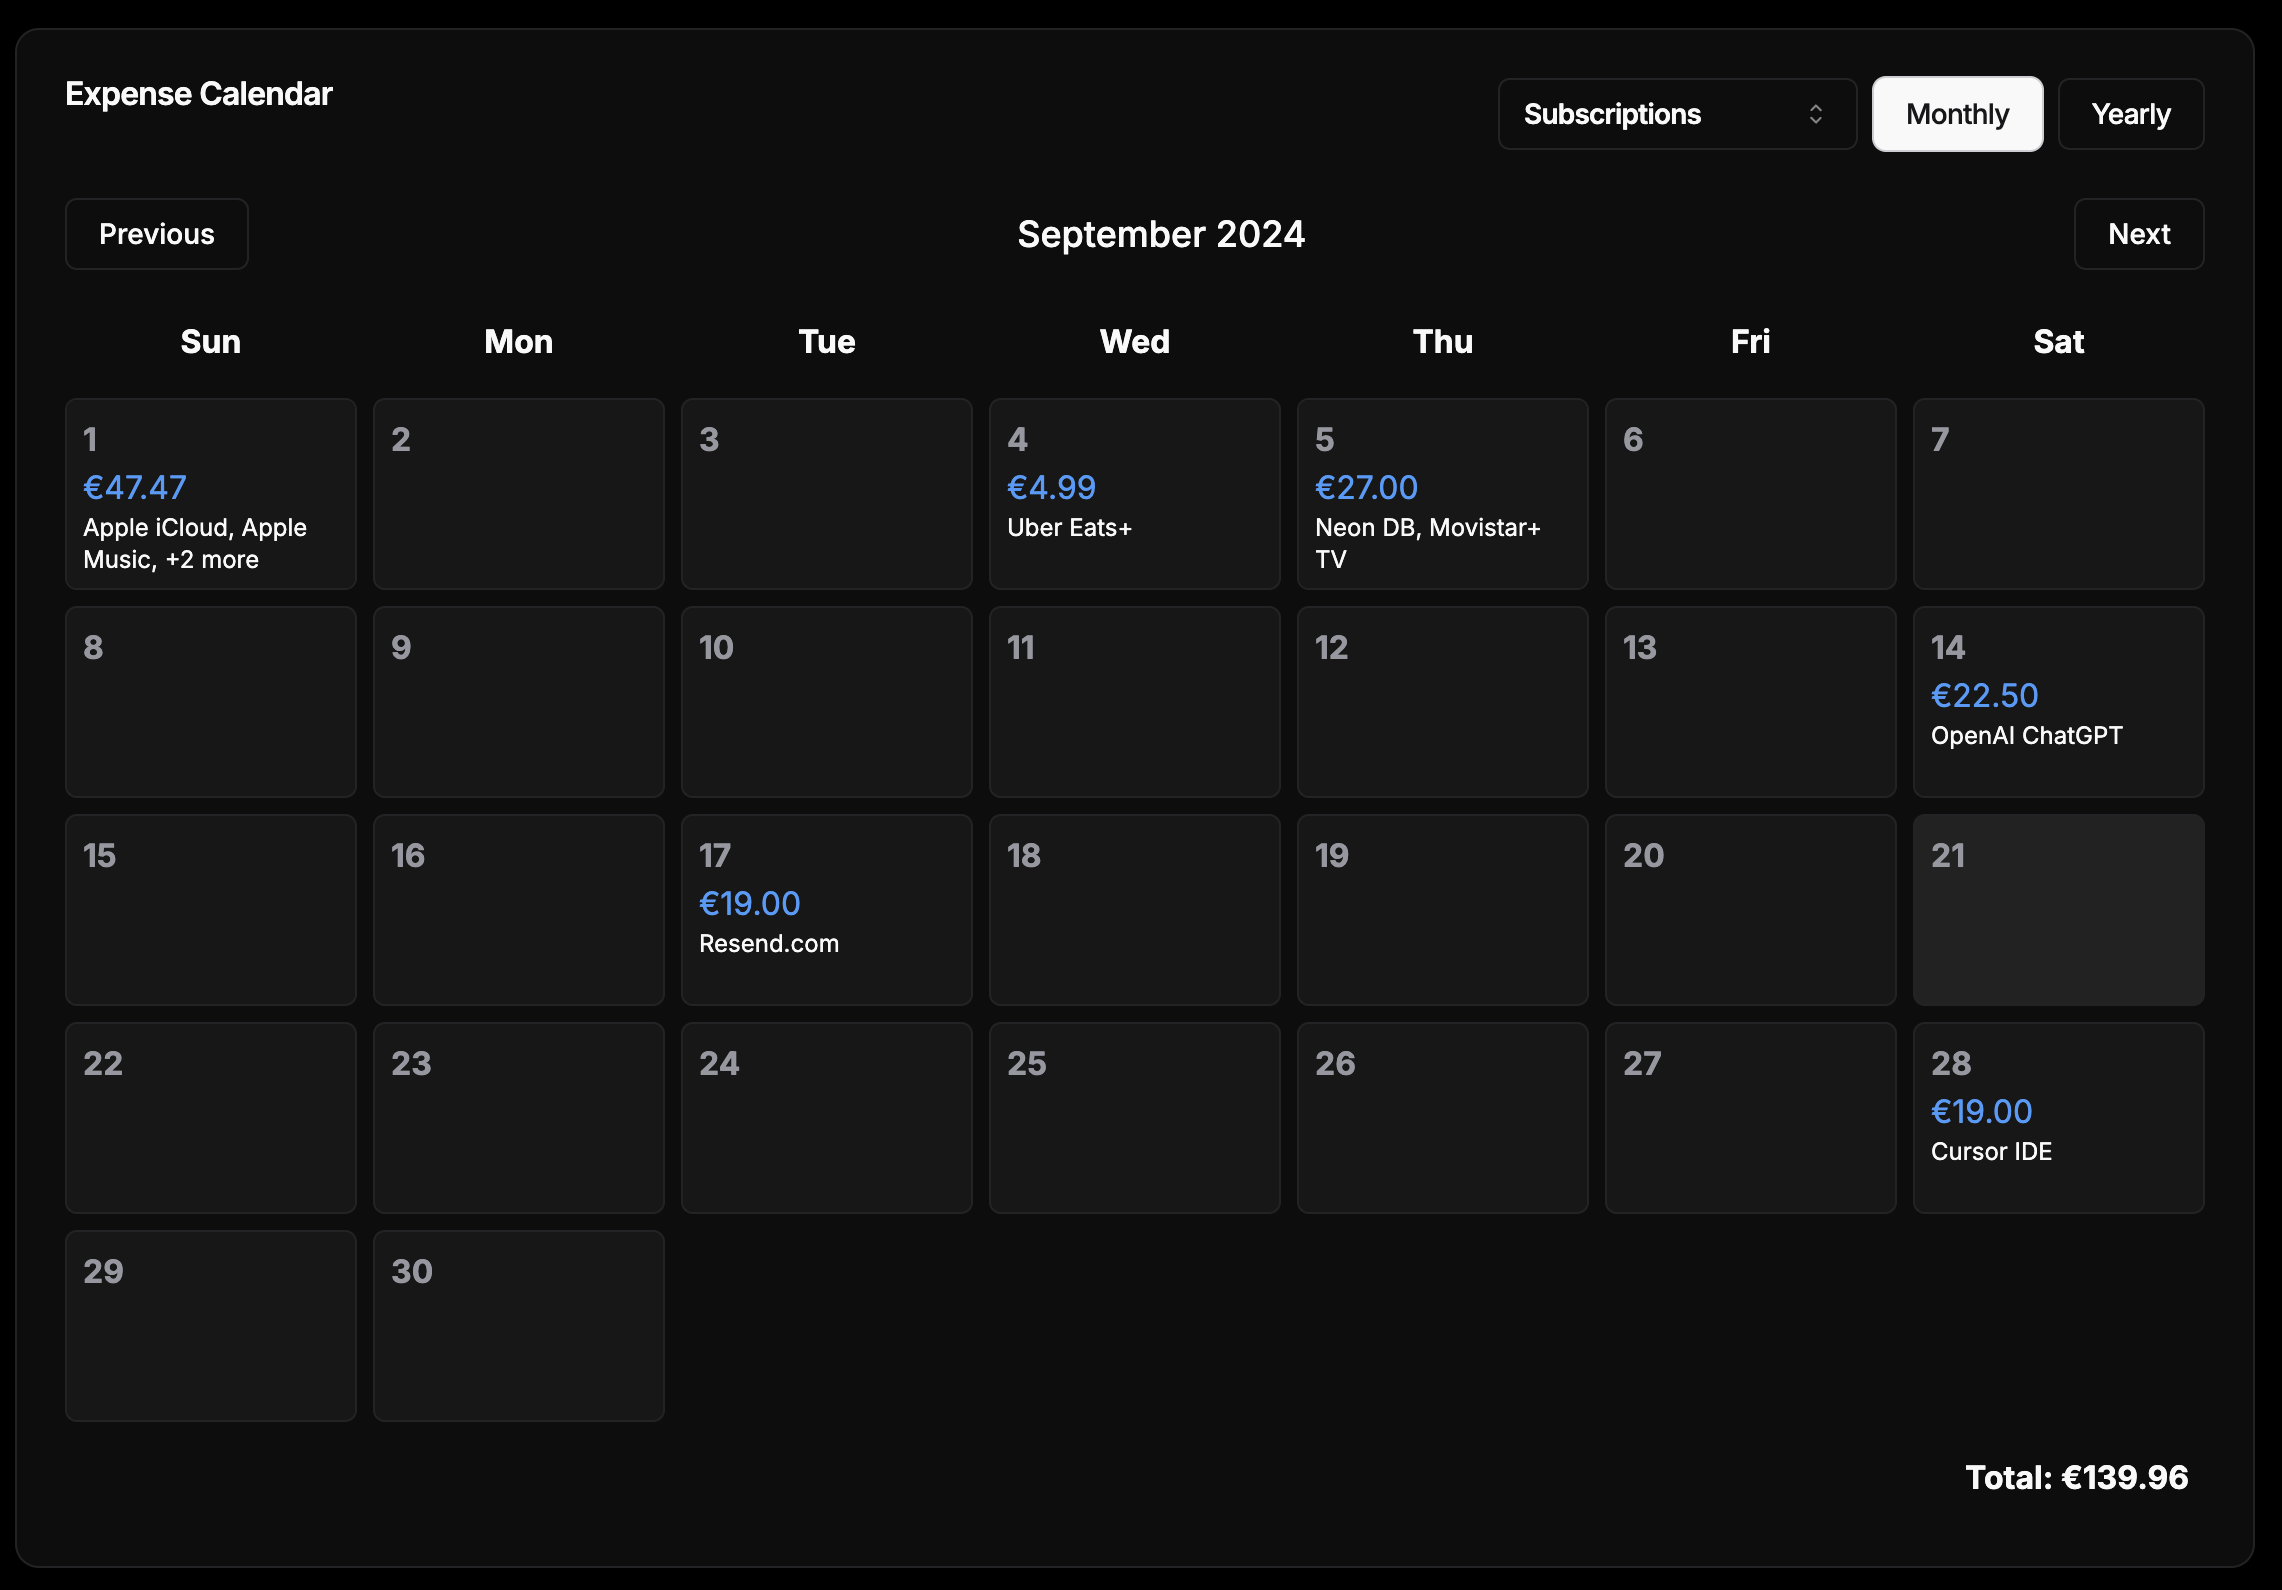 Expense Calendar
Subscriptions
Monthly
Yearly
Previous
September 2024
Next
Sun
Mon
Tue
Wed
Thu
Fri
Sat
1
€47.47
Apple iCloud, Apple
Music, +2 more
2
3
4
€4.99
Uber Eats+
5
€27.00
Neon DB, Movistar+
TV
6
7
8
9
10
11
12
13
14
€22.50
OpenAI ChatGPT
15
16
17
€19.00
Resend.com
18
19
20
21
22
23
24
25
26
27
28
€19.00
Cursor IDE
29
30
Total: €139.96